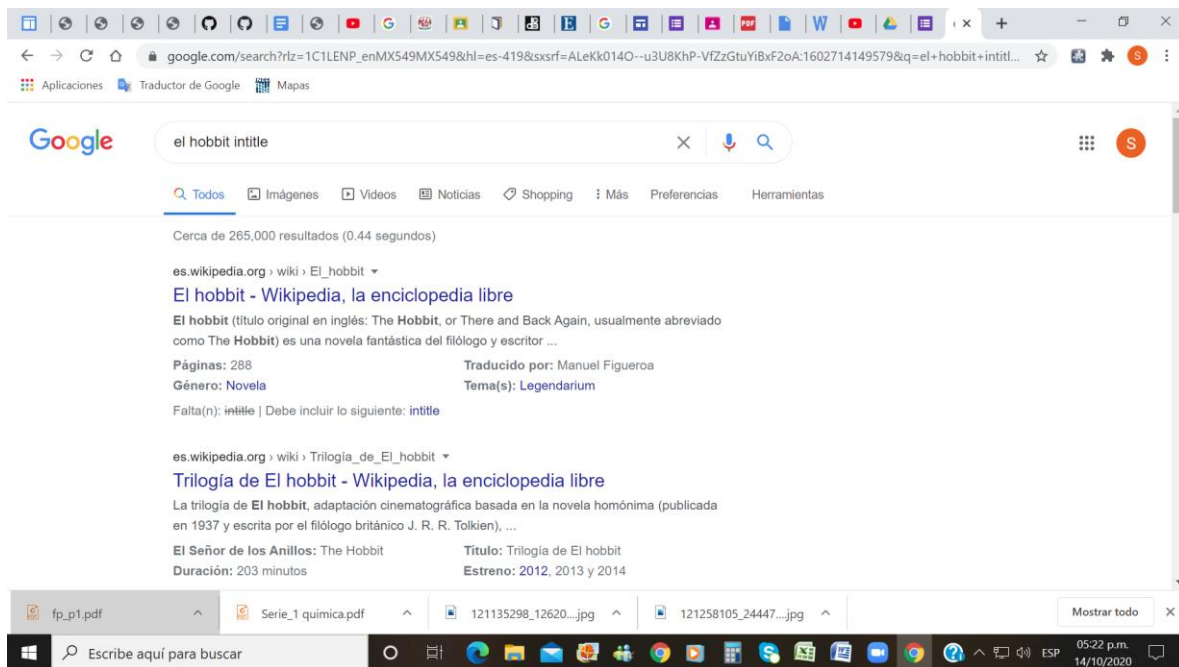 google.com/search?rlz=1C1LENP_enMX549MX549&hl=es-419&sxsrf=ALeKk014O--u3U8KhP-VfZzGtuYiBxF2oA:1602714149579&q=el+hobbit+intitl...
S
Aplicaciones Traductor de Google Mapas
Google
el hobbit intitle
S
Todos Imágenes Videos Noticias Shopping Más Preferencias Herramientas
Cerca de 265,000 resultados (0.44 segundos)
es.wikipedia.org › wiki › El_hobbit
El hobbit - Wikipedia, la enciclopedia libre
El hobbit (título original en inglés: The Hobbit, or There and Back Again, usualmente abreviado
como The Hobbit) es una novela fantástica del filólogo y escritor ...
Páginas: 288 Traducido por: Manuel Figueroa
Género: Novela Tema(s): Legendarium
Falta(n): intitle | Debe incluir lo siguiente: intitle
es.wikipedia.org › wiki › Trilogía_de_El_hobbit
Trilogía de El hobbit - Wikipedia, la enciclopedia libre
La trilogía de El hobbit, adaptación cinematográfica basada en la novela homónima (publicada
en 1937 y escrita por el filólogo británico J. R. R. Tolkien), ...
El Señor de los Anillos: The Hobbit Título: Trilogía de El hobbit
Duración: 203 minutos Estreno: 2012, 2013 y 2014
fp_p1.pdf Serie_1 quimica.pdf 121135298_12620....jpg 121258105_24447....jpg Mostrar todo
Escribe aquí para buscar ESP 05:22 p.m.
14/10/2020